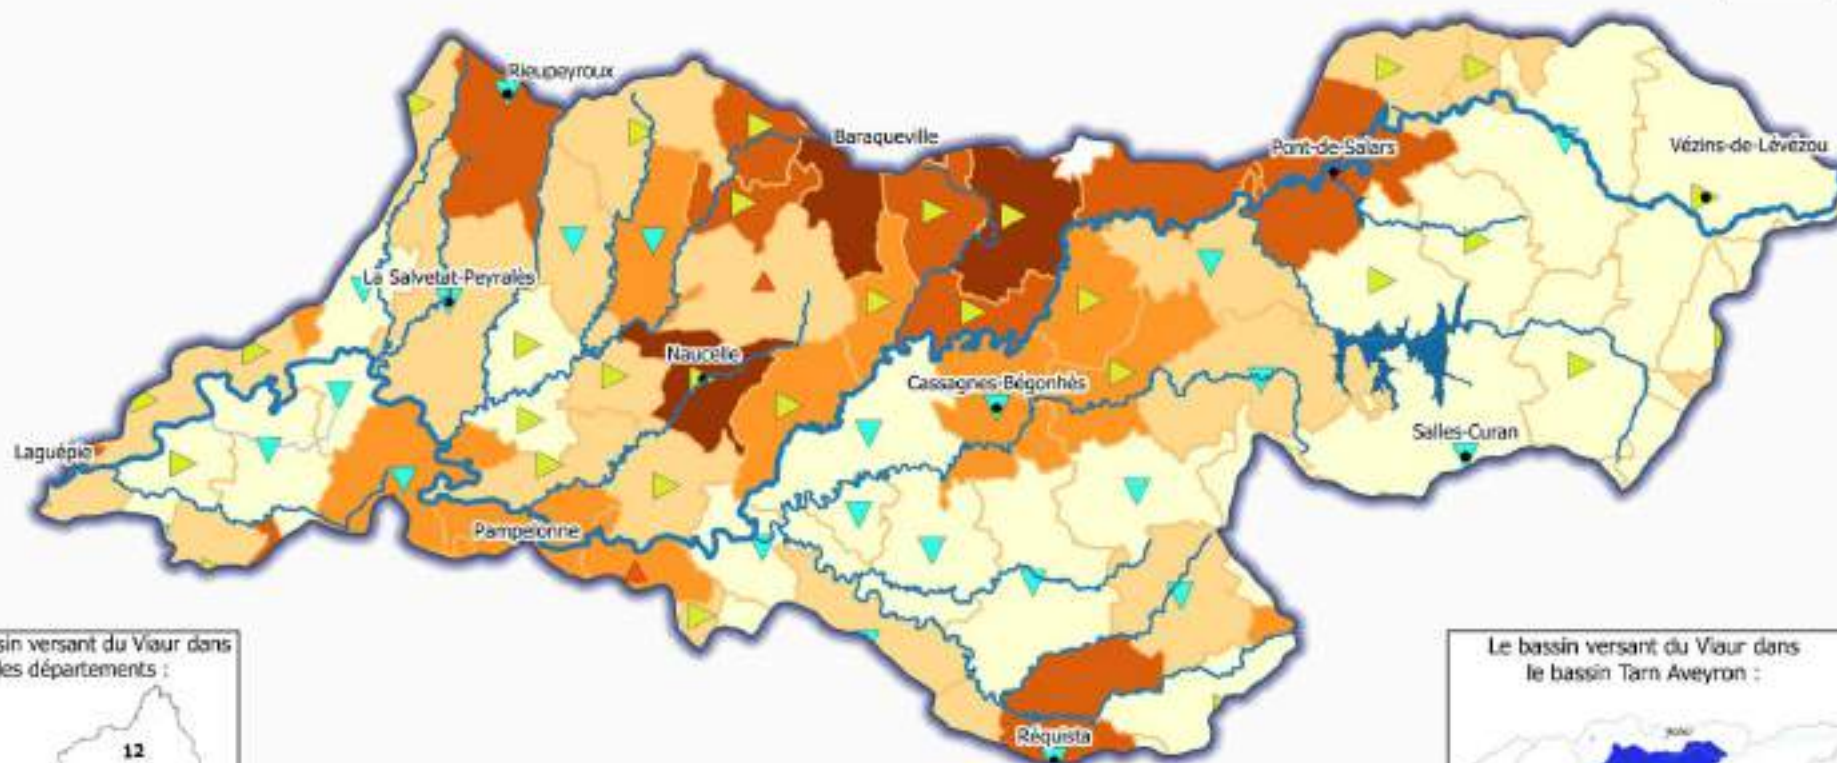 Rieupeyroux
Baraqueville
Pont-de-Salars
Vézins-de-Lévézou
La Salvetat-Peyralès
Naucelle
Cassagnes-Bégonhès
Laguépie
Salles-Curan
Pampelonne
Réquista
sin versant du Viaur dans
les départements :
12
Le bassin versant du Viaur dans
le bassin Tarn Aveyron :